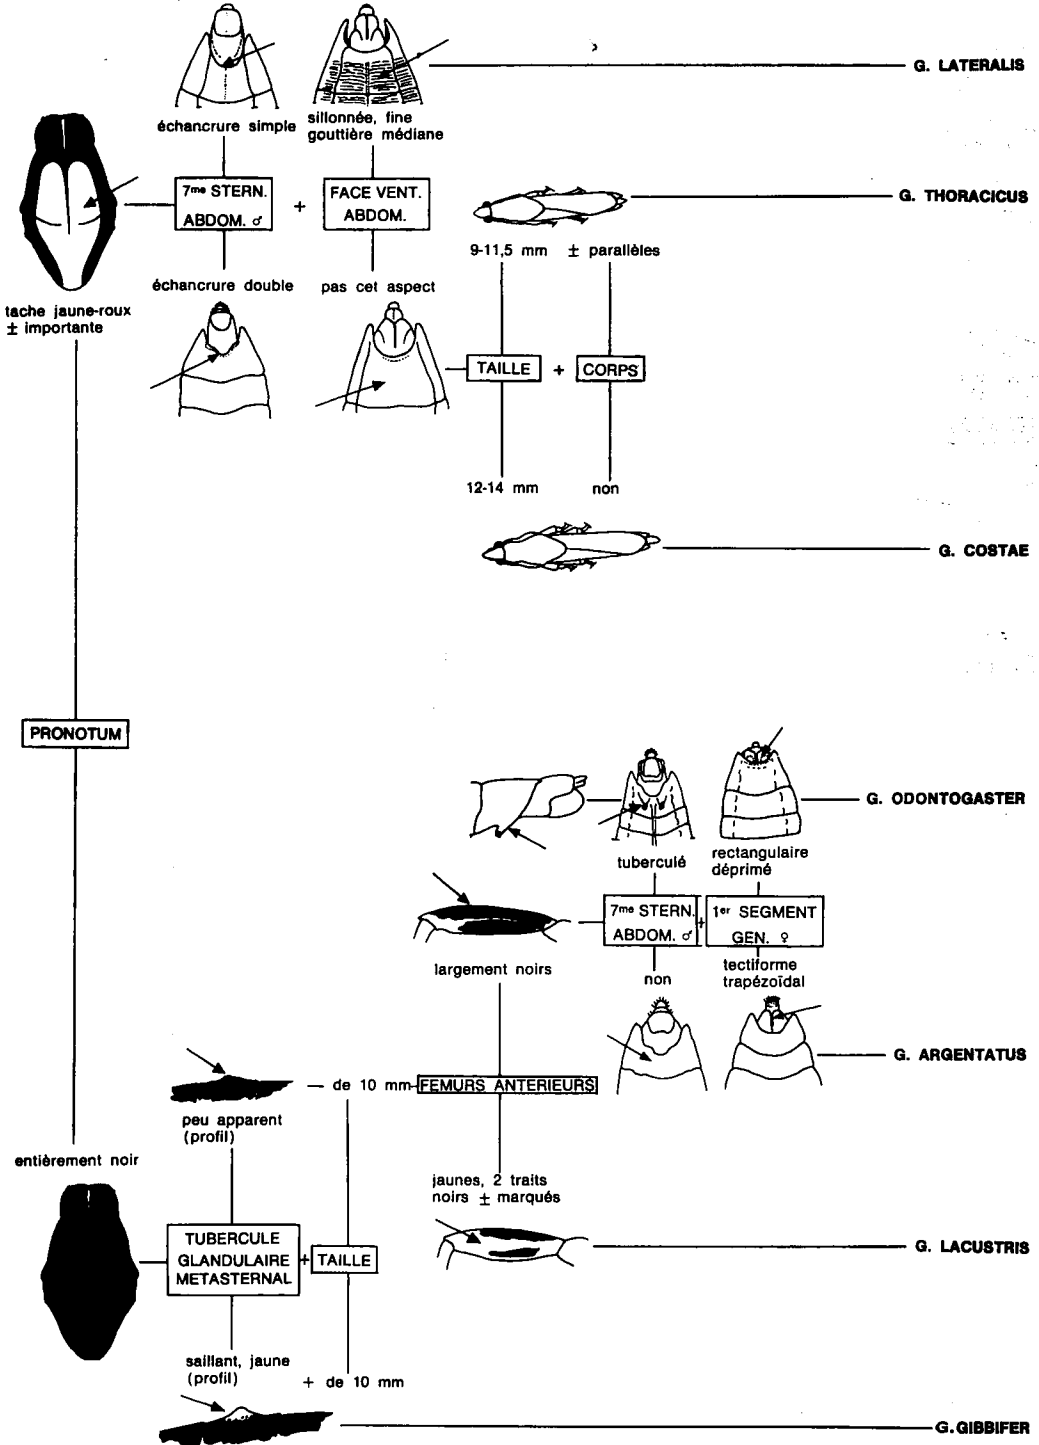 G. LATERALIS
échancrure simple
sillonnée, fine
gouttière médiane
7me STERN.
ABDOM. ♂
+
FACE VENT.
ABDOM.
G. THORACICUS
9-11,5 mm
± parallèles
échancrure double
pas cet aspect
tache jaune-roux
± importante
TAILLE
+
CORPS
12-14 mm
non
G. COSTAE
PRONOTUM
G. ODONTOGASTER
tuberculé
rectangulaire
déprimé
7me STERN.
ABDOM. ♂
+
1er SEGMENT
GEN. ♀
largement noirs
non
tectiforme
trapézoïdal
G. ARGENTATUS
— de 10 mm
FEMURS ANTERIEURS
peu apparent
(profil)
entièrement noir
jaunes, 2 traits
noirs ± marqués
TUBERCULE
GLANDULAIRE
METASTERNAL
+
TAILLE
G. LACUSTRIS
saillant, jaune
(profil)
+ de 10 mm
G. GIBBIFER